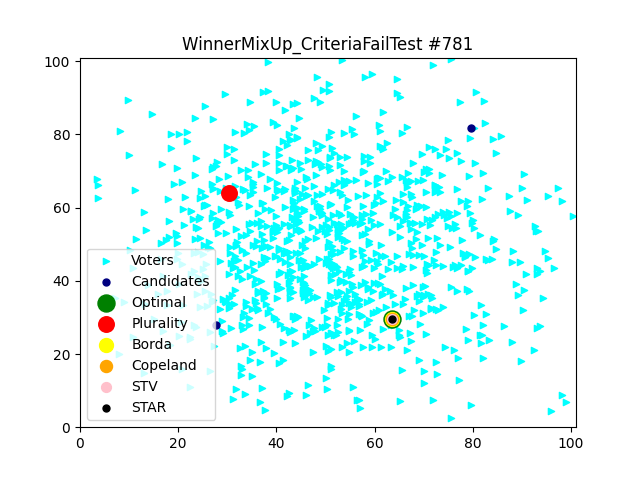 WinnerMixUp_CriteriaFailTest #781
100
80
60
40
20
0
0 20 40 60 80 100
Voters
Candidates
Optimal
Plurality
Borda
Copeland
STV
STAR